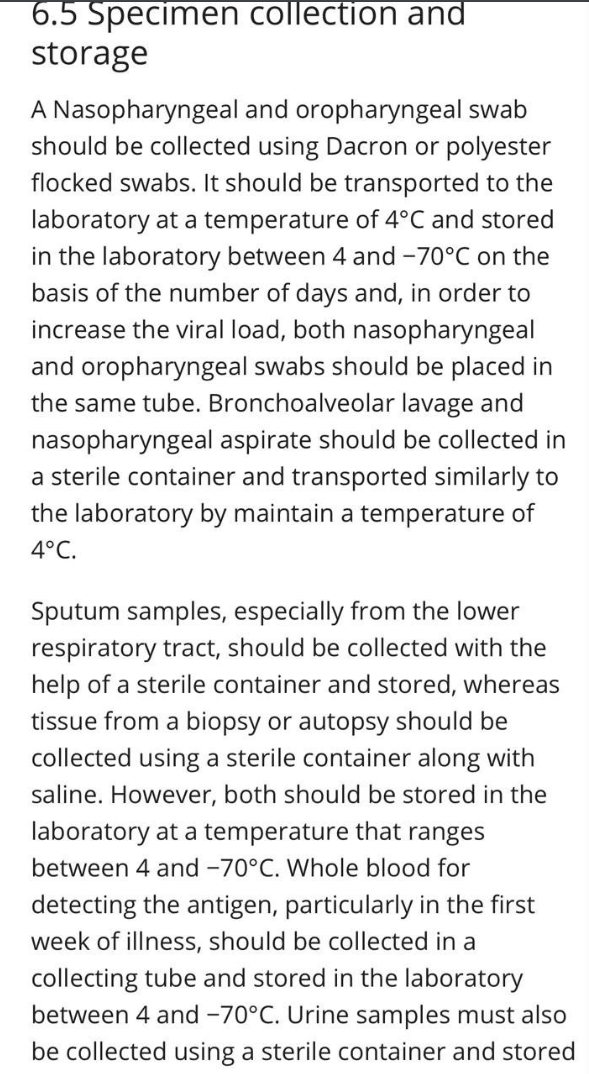 6.5 Specimen collection and
storage
A Nasopharyngeal and oropharyngeal swab
should be collected using Dacron or polyester
flocked swabs. It should be transported to the
laboratory at a temperature of 4°C and stored
in the laboratory between 4 and −70°C on the
basis of the number of days and, in order to
increase the viral load, both nasopharyngeal
and oropharyngeal swabs should be placed in
the same tube. Bronchoalveolar lavage and
nasopharyngeal aspirate should be collected in
a sterile container and transported similarly to
the laboratory by maintain a temperature of
4°C.
Sputum samples, especially from the lower
respiratory tract, should be collected with the
help of a sterile container and stored, whereas
tissue from a biopsy or autopsy should be
collected using a sterile container along with
saline. However, both should be stored in the
laboratory at a temperature that ranges
between 4 and −70°C. Whole blood for
detecting the antigen, particularly in the first
week of illness, should be collected in a
collecting tube and stored in the laboratory
between 4 and −70°C. Urine samples must also
be collected using a sterile container and stored